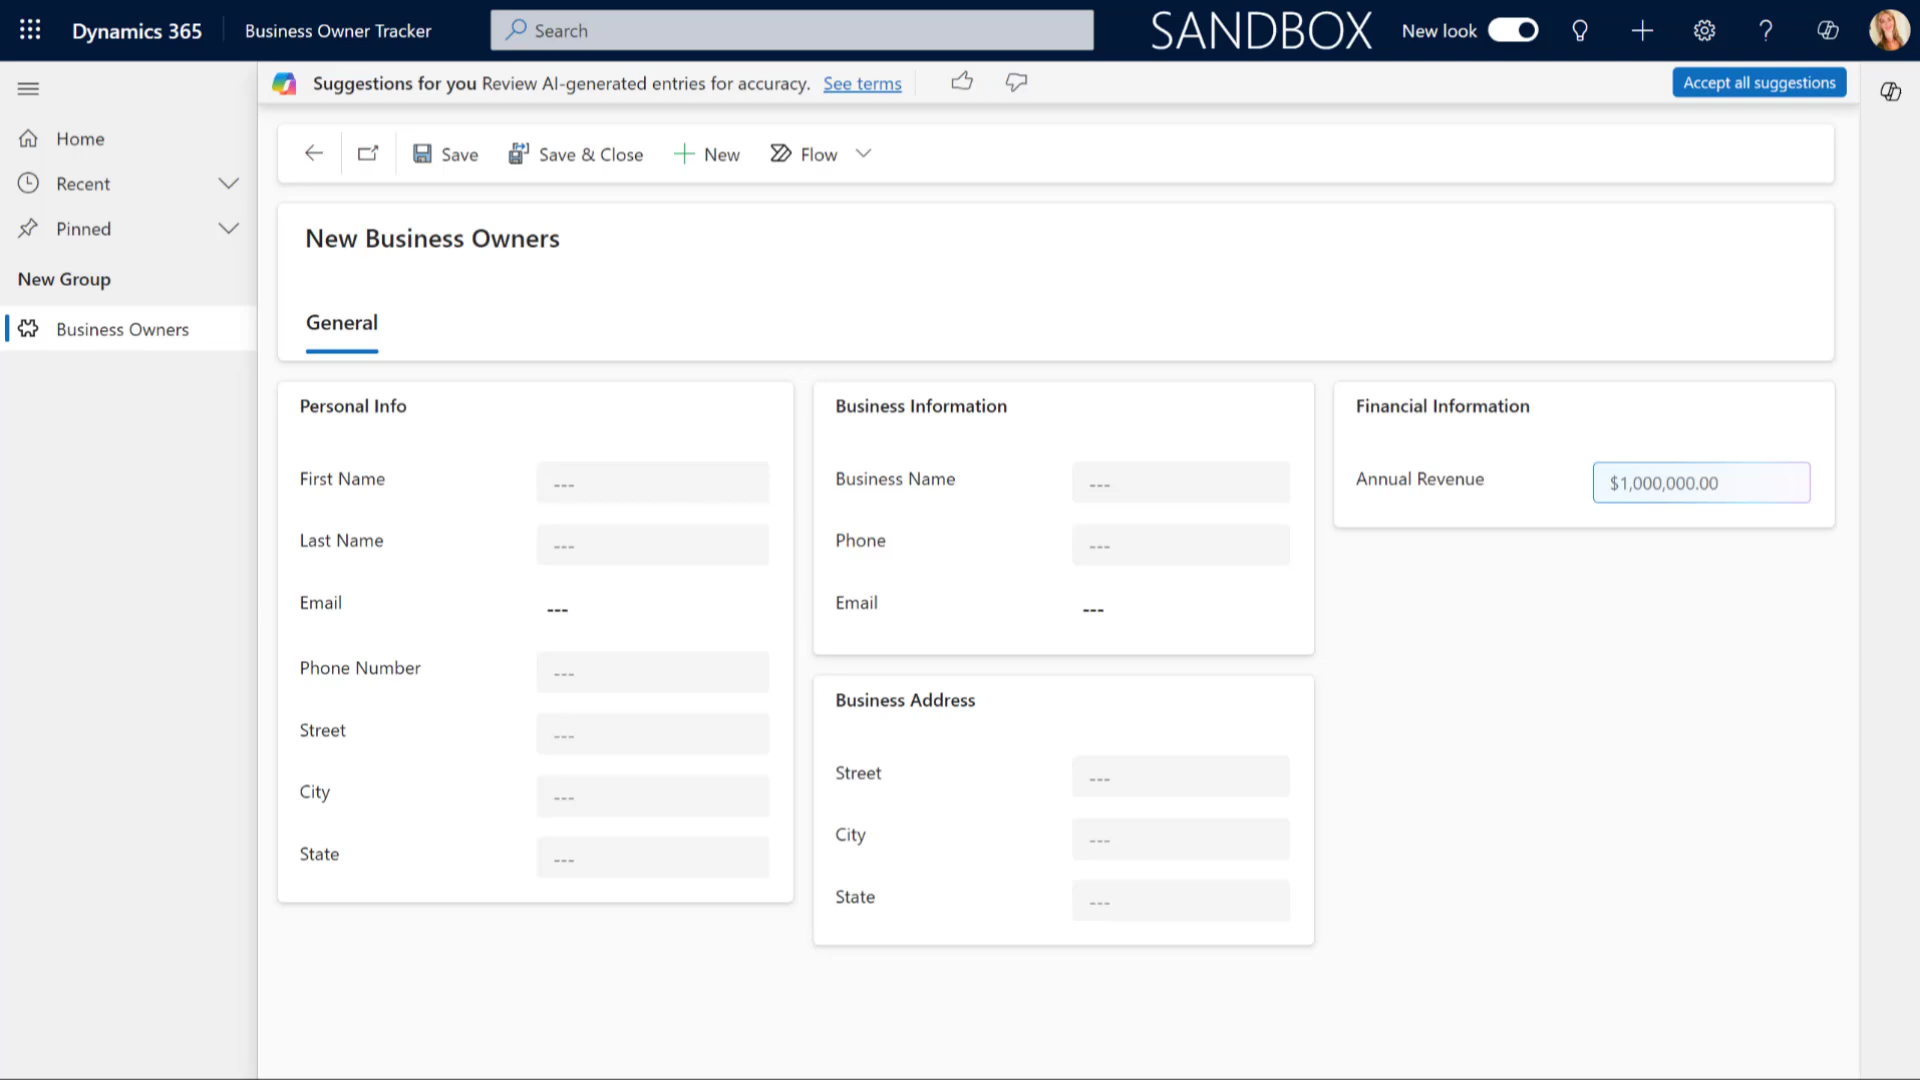 Dynamics 365
Business Owner Tracker
Search
SANDBOX
New look
Suggestions for you Review AI-generated entries for accuracy. See terms
Accept all suggestions
Home
Recent
Pinned
New Group
Business Owners
Save
Save & Close
New
Flow
New Business Owners
General
Personal Info
First Name ---
Last Name ---
Email ---
Phone Number ---
Street ---
City ---
State ---
Business Information
Business Name ---
Phone ---
Email ---
Business Address
Street ---
City ---
State ---
Financial Information
Annual Revenue $1,000,000.00